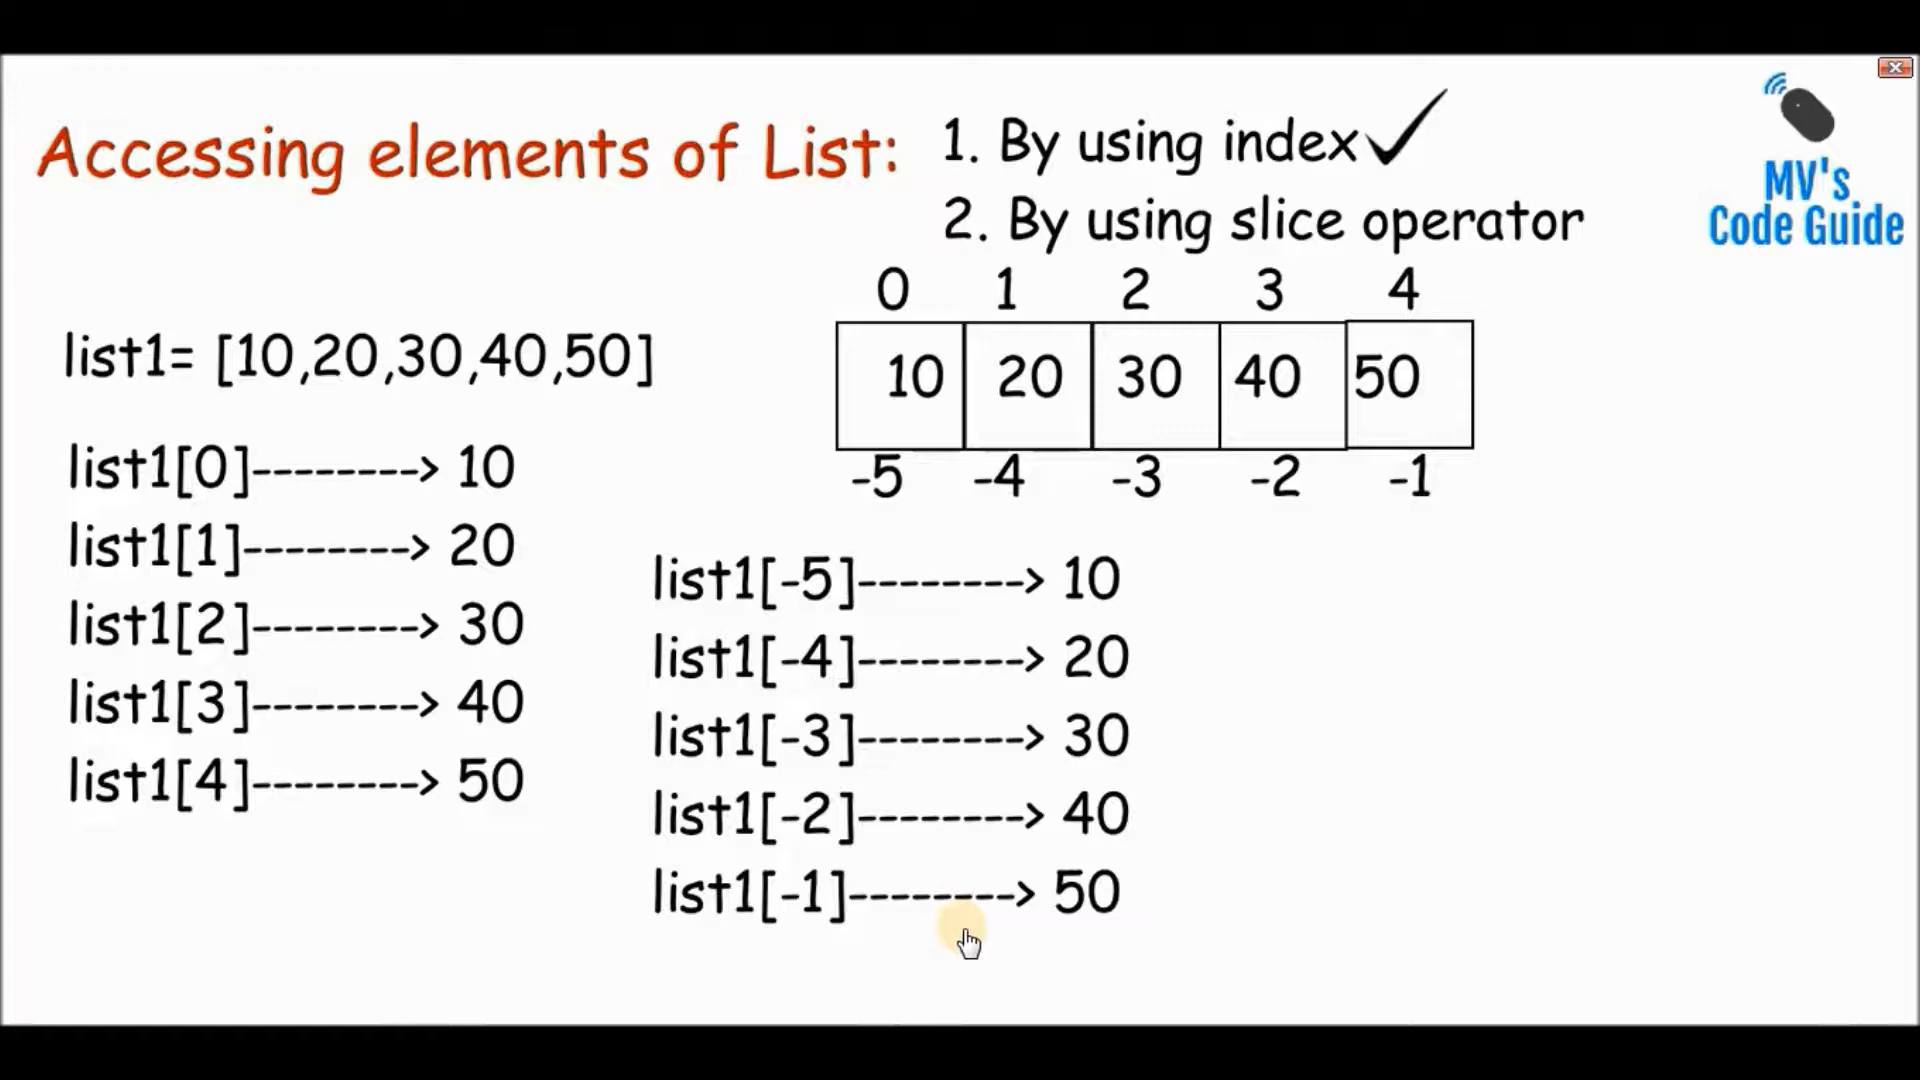 Accessing elements of List:
1. By using index
2. By using slice operator
MV's
Code Guide
list1= [10,20,30,40,50]
0 1 2 3 4
10 20 30 40 50
-5 -4 -3 -2 -1
list1[0]--------> 10
list1[1]--------> 20
list1[2]--------> 30
list1[3]--------> 40
list1[4]--------> 50
list1[-5]--------> 10
list1[-4]--------> 20
list1[-3]--------> 30
list1[-2]--------> 40
list1[-1]--------> 50